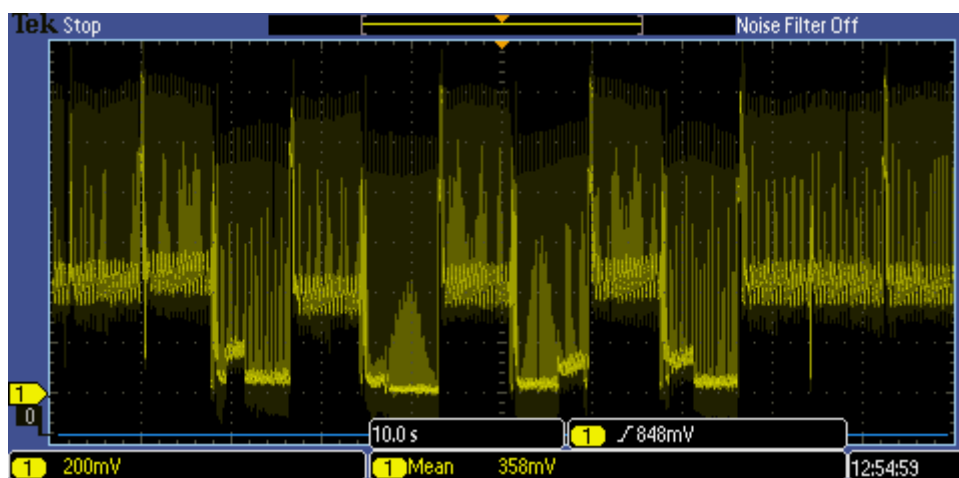 Tek Stop Noise Filter Off
1
0
10.0 s 1 848mV
1 200mV 1 Mean 358mV 12:54:59